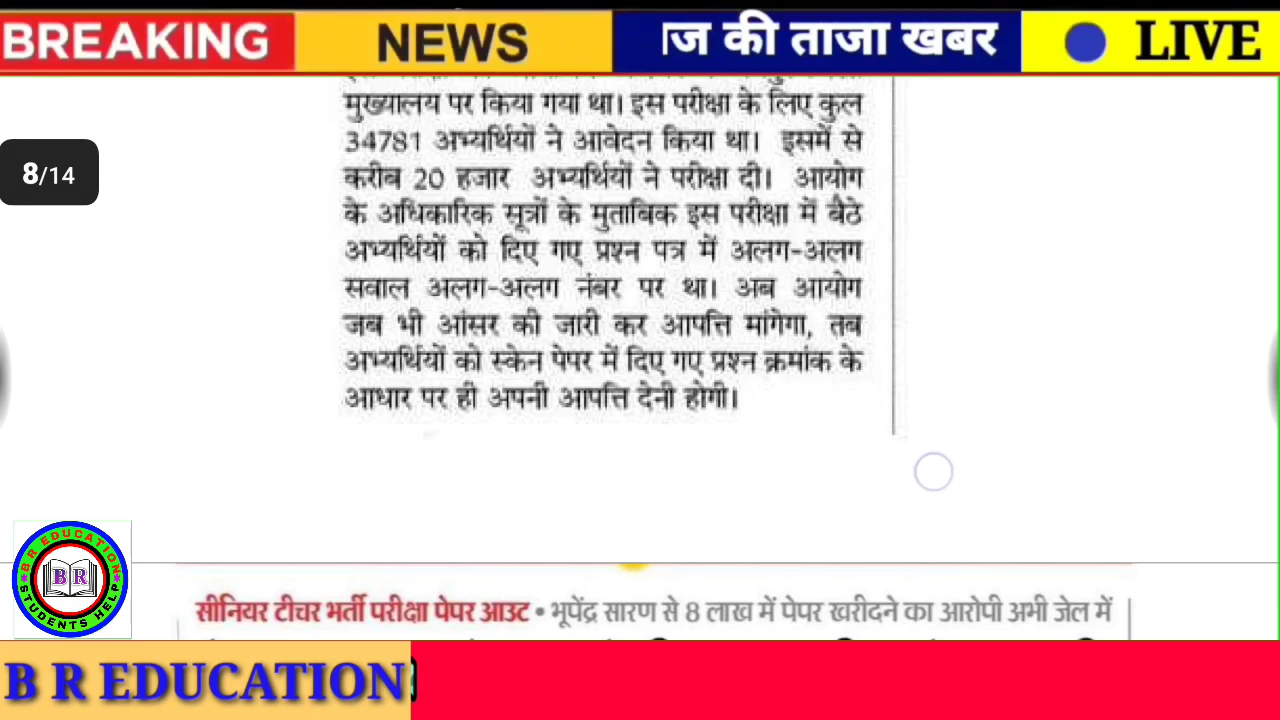 BREAKING NEWS ज की ताजा खबर LIVE
मुख्यालय पर किया गया था। इस परीक्षा के लिए कुल
34781 अभ्यर्थियों ने आवेदन किया था। इसमें से
8/14
करीब 20 हजार अभ्यर्थियों ने परीक्षा दी। आयोग
के अधिकारिक सूत्रों के मुताबिक इस परीक्षा में बैठे
अभ्यर्थियों को दिए गए प्रश्न पत्र में अलग-अलग
सवाल अलग-अलग नंबर पर था। अब आयोग
जब भी आंसर की जारी कर आपत्ति मांगेगा, तब
अभ्यर्थियों को स्केन पेपर में दिए गए प्रश्न क्रमांक के
आधार पर ही अपनी आपत्ति देनी होगी।
B R EDUCATION
B R
STUDENTS HELP
सीनियर टीचर भर्ती परीक्षा पेपर आउट • भूपेंद्र सारण से 8 लाख में पेपर खरीदने का आरोपी अभी जेल में
B R EDUCATION